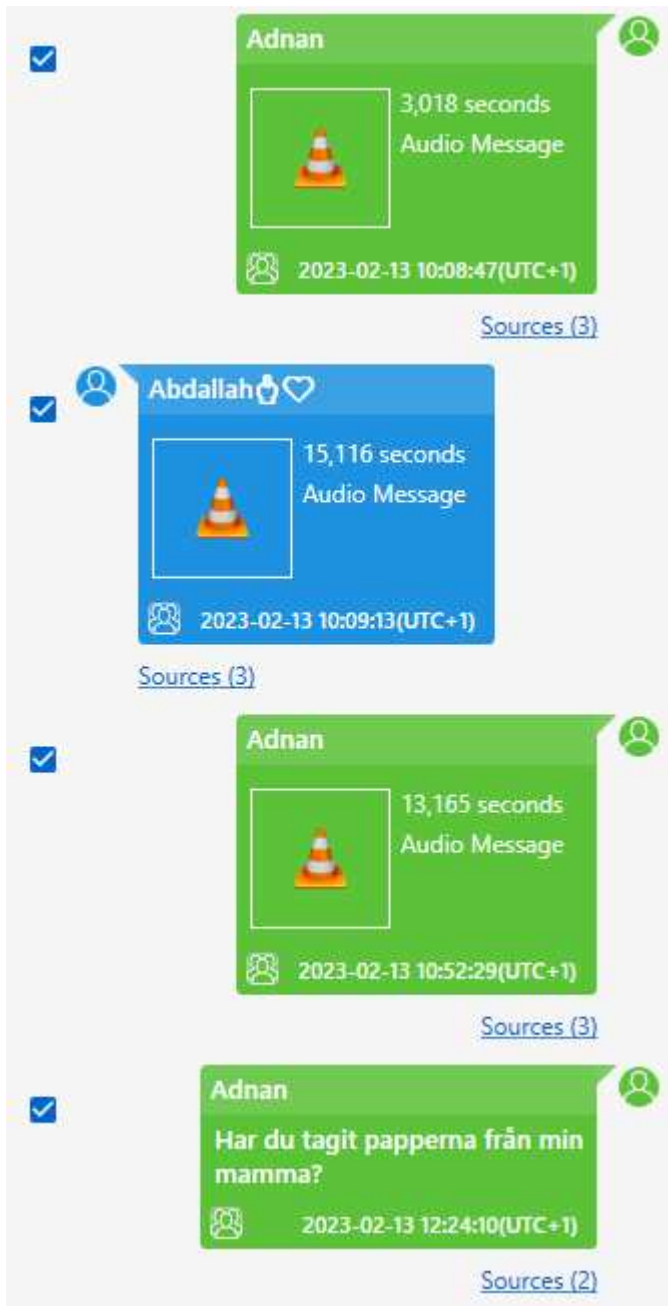 Adnan
3,018 seconds
Audio Message
2023-02-13 10:08:47(UTC+1)
Sources (3)
Abdallah🖕🏻♡
15,116 seconds
Audio Message
2023-02-13 10:09:13(UTC+1)
Sources (3)
Adnan
13,165 seconds
Audio Message
2023-02-13 10:52:29(UTC+1)
Sources (3)
Adnan
Har du tagit papperna från min
mamma?
2023-02-13 12:24:10(UTC+1)
Sources (2)